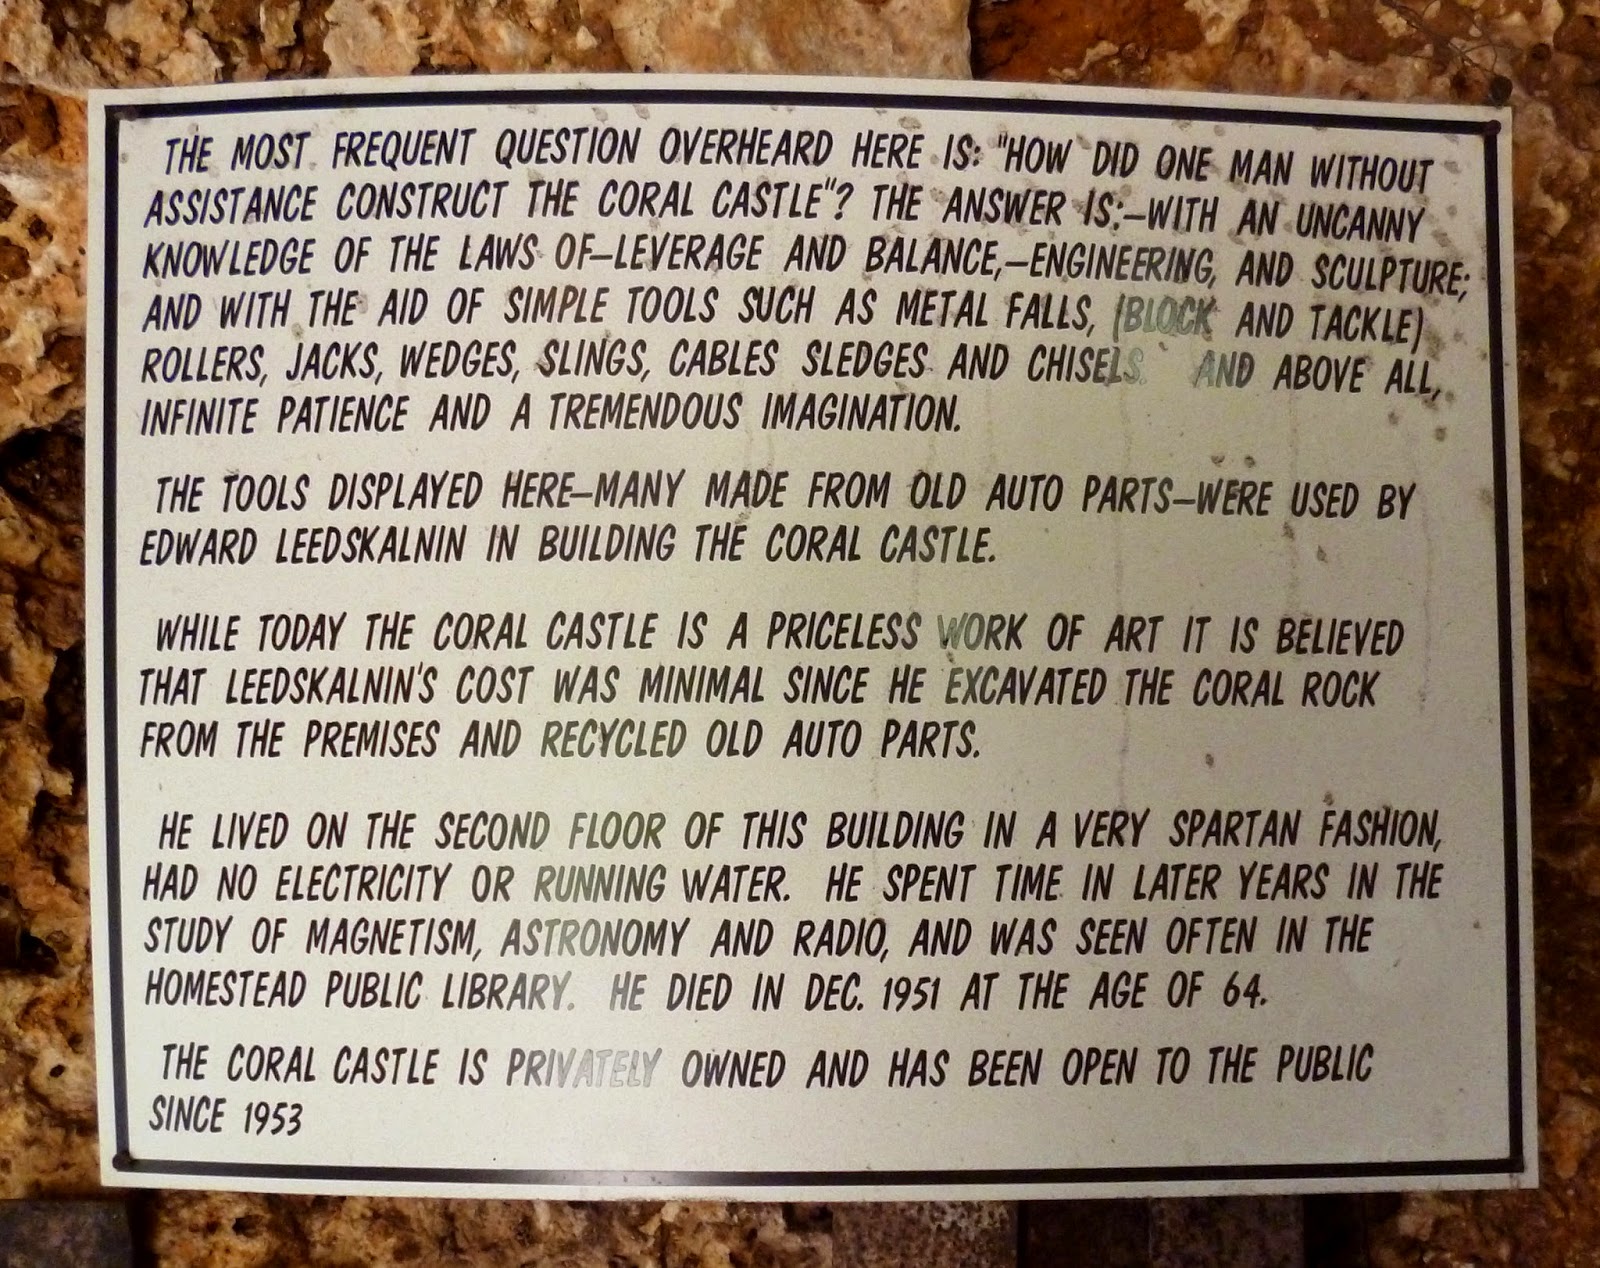 THE MOST FREQUENT QUESTION OVERHEARD HERE IS: "HOW DID ONE MAN WITHOUT
ASSISTANCE CONSTRUCT THE CORAL CASTLE"? THE ANSWER IS:–WITH AN UNCANNY
KNOWLEDGE OF THE LAWS OF–LEVERAGE AND BALANCE,–ENGINEERING, AND SCULPTURE;
AND WITH THE AID OF SIMPLE TOOLS SUCH AS METAL FALLS, (BLOCK AND TACKLE)
ROLLERS, JACKS, WEDGES, SLINGS, CABLES SLEDGES AND CHISELS. AND ABOVE ALL,
INFINITE PATIENCE AND A TREMENDOUS IMAGINATION.
THE TOOLS DISPLAYED HERE–MANY MADE FROM OLD AUTO PARTS–WERE USED BY
EDWARD LEEDSKALNIN IN BUILDING THE CORAL CASTLE.
WHILE TODAY THE CORAL CASTLE IS A PRICELESS WORK OF ART IT IS BELIEVED
THAT LEEDSKALNIN'S COST WAS MINIMAL SINCE HE EXCAVATED THE CORAL ROCK
FROM THE PREMISES AND RECYCLED OLD AUTO PARTS.
HE LIVED ON THE SECOND FLOOR OF THIS BUILDING IN A VERY SPARTAN FASHION,
HAD NO ELECTRICITY OR RUNNING WATER. HE SPENT TIME IN LATER YEARS IN THE
STUDY OF MAGNETISM, ASTRONOMY AND RADIO, AND WAS SEEN OFTEN IN THE
HOMESTEAD PUBLIC LIBRARY. HE DIED IN DEC. 1951 AT THE AGE OF 64.
THE CORAL CASTLE IS PRIVATELY OWNED AND HAS BEEN OPEN TO THE PUBLIC
SINCE 1953